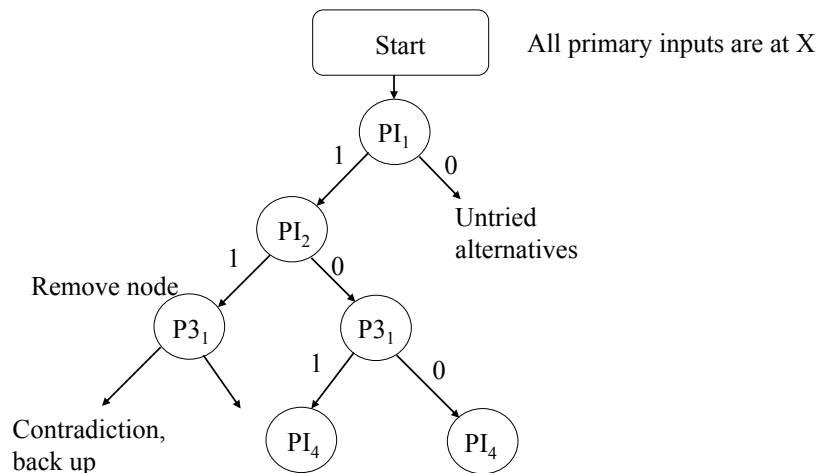 Start
All primary inputs are at X
PI₁
1
0
PI₂
Untried
alternatives
1
0
Remove node
P3₁
P3₁
1
0
Contradiction,
back up
PI₄
PI₄